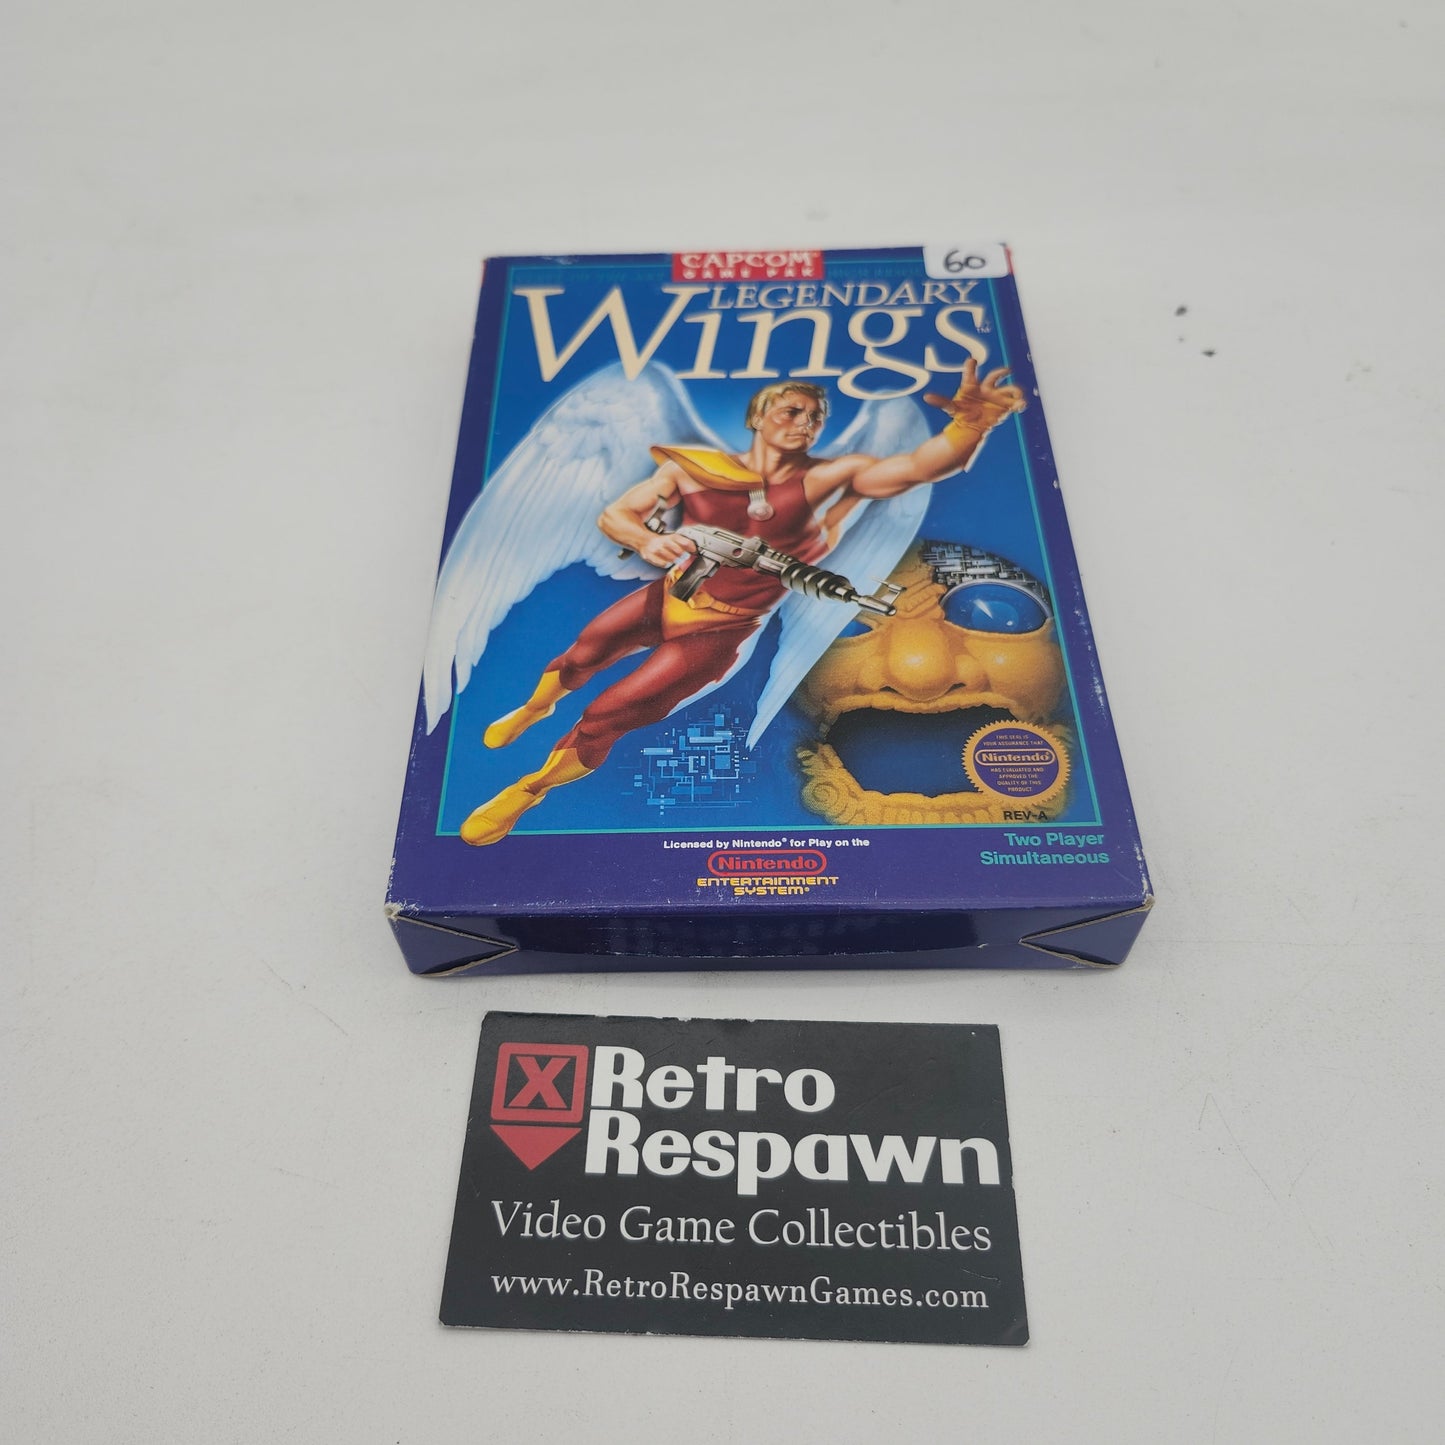 60
CAPCOM®
GAME PAK
LEGENDARY
Wings™
THIS SEAL IS
YOUR ASSURANCE THAT
Nintendo®
HAS EVALUATED AND
APPROVED THE
QUALITY OF THIS
PRODUCT.
REV-A
Two Player
Simultaneous
Licensed by Nintendo® for Play on the
Nintendo®
ENTERTAINMENT
SYSTEM®
X Retro
Respawn
Video Game Collectibles
www.RetroRespawnGames.com